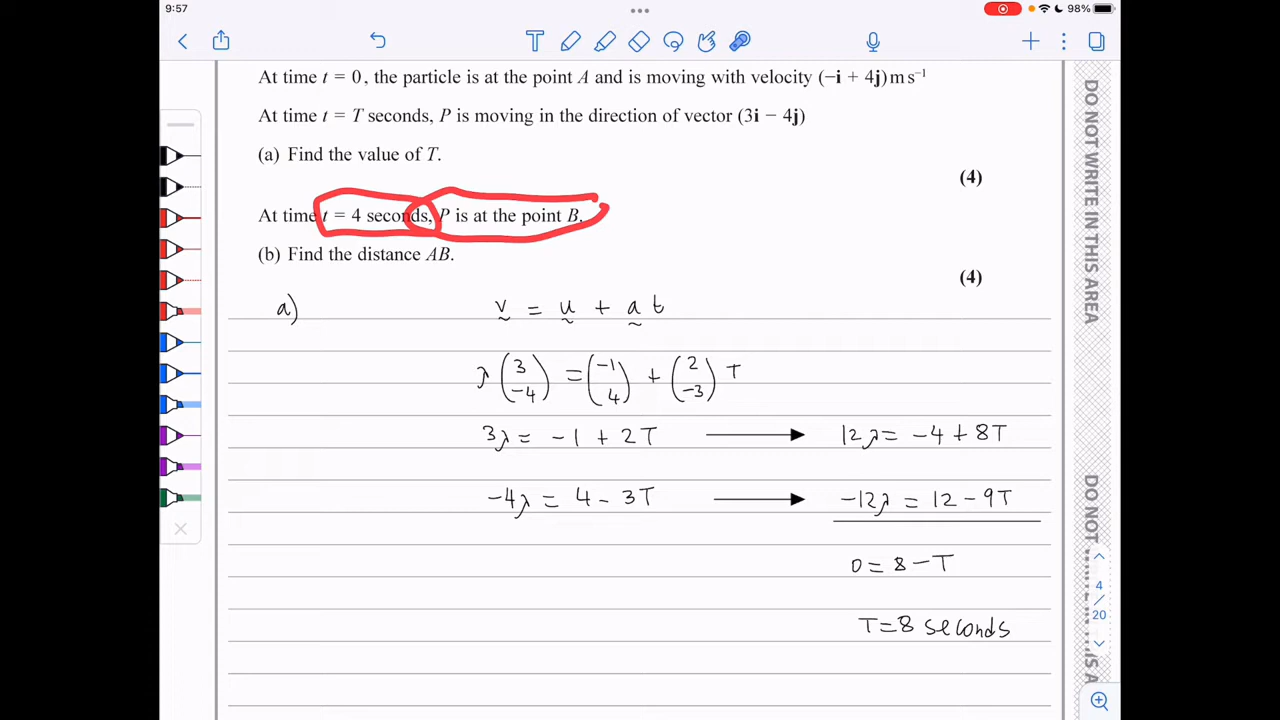 9:57
98%
At time t = 0, the particle is at the point A and is moving with velocity (−i + 4j) m s⁻¹
At time t = T seconds, P is moving in the direction of vector (3i − 4j)
(a) Find the value of T.
(4)
At time t = 4 seconds, P is at the point B.
(b) Find the distance AB.
(4)
a) v = u + a t
λ (3 −4) = (−1 4) + (2 −3) T
3λ = −1 + 2T → 12λ = −4 + 8T
−4λ = 4 − 3T → −12λ = 12 − 9T
0 = 8 − T
T = 8 seconds
DO NOT WRITE IN THIS AREA
DO NOT
IS A
4
/
20